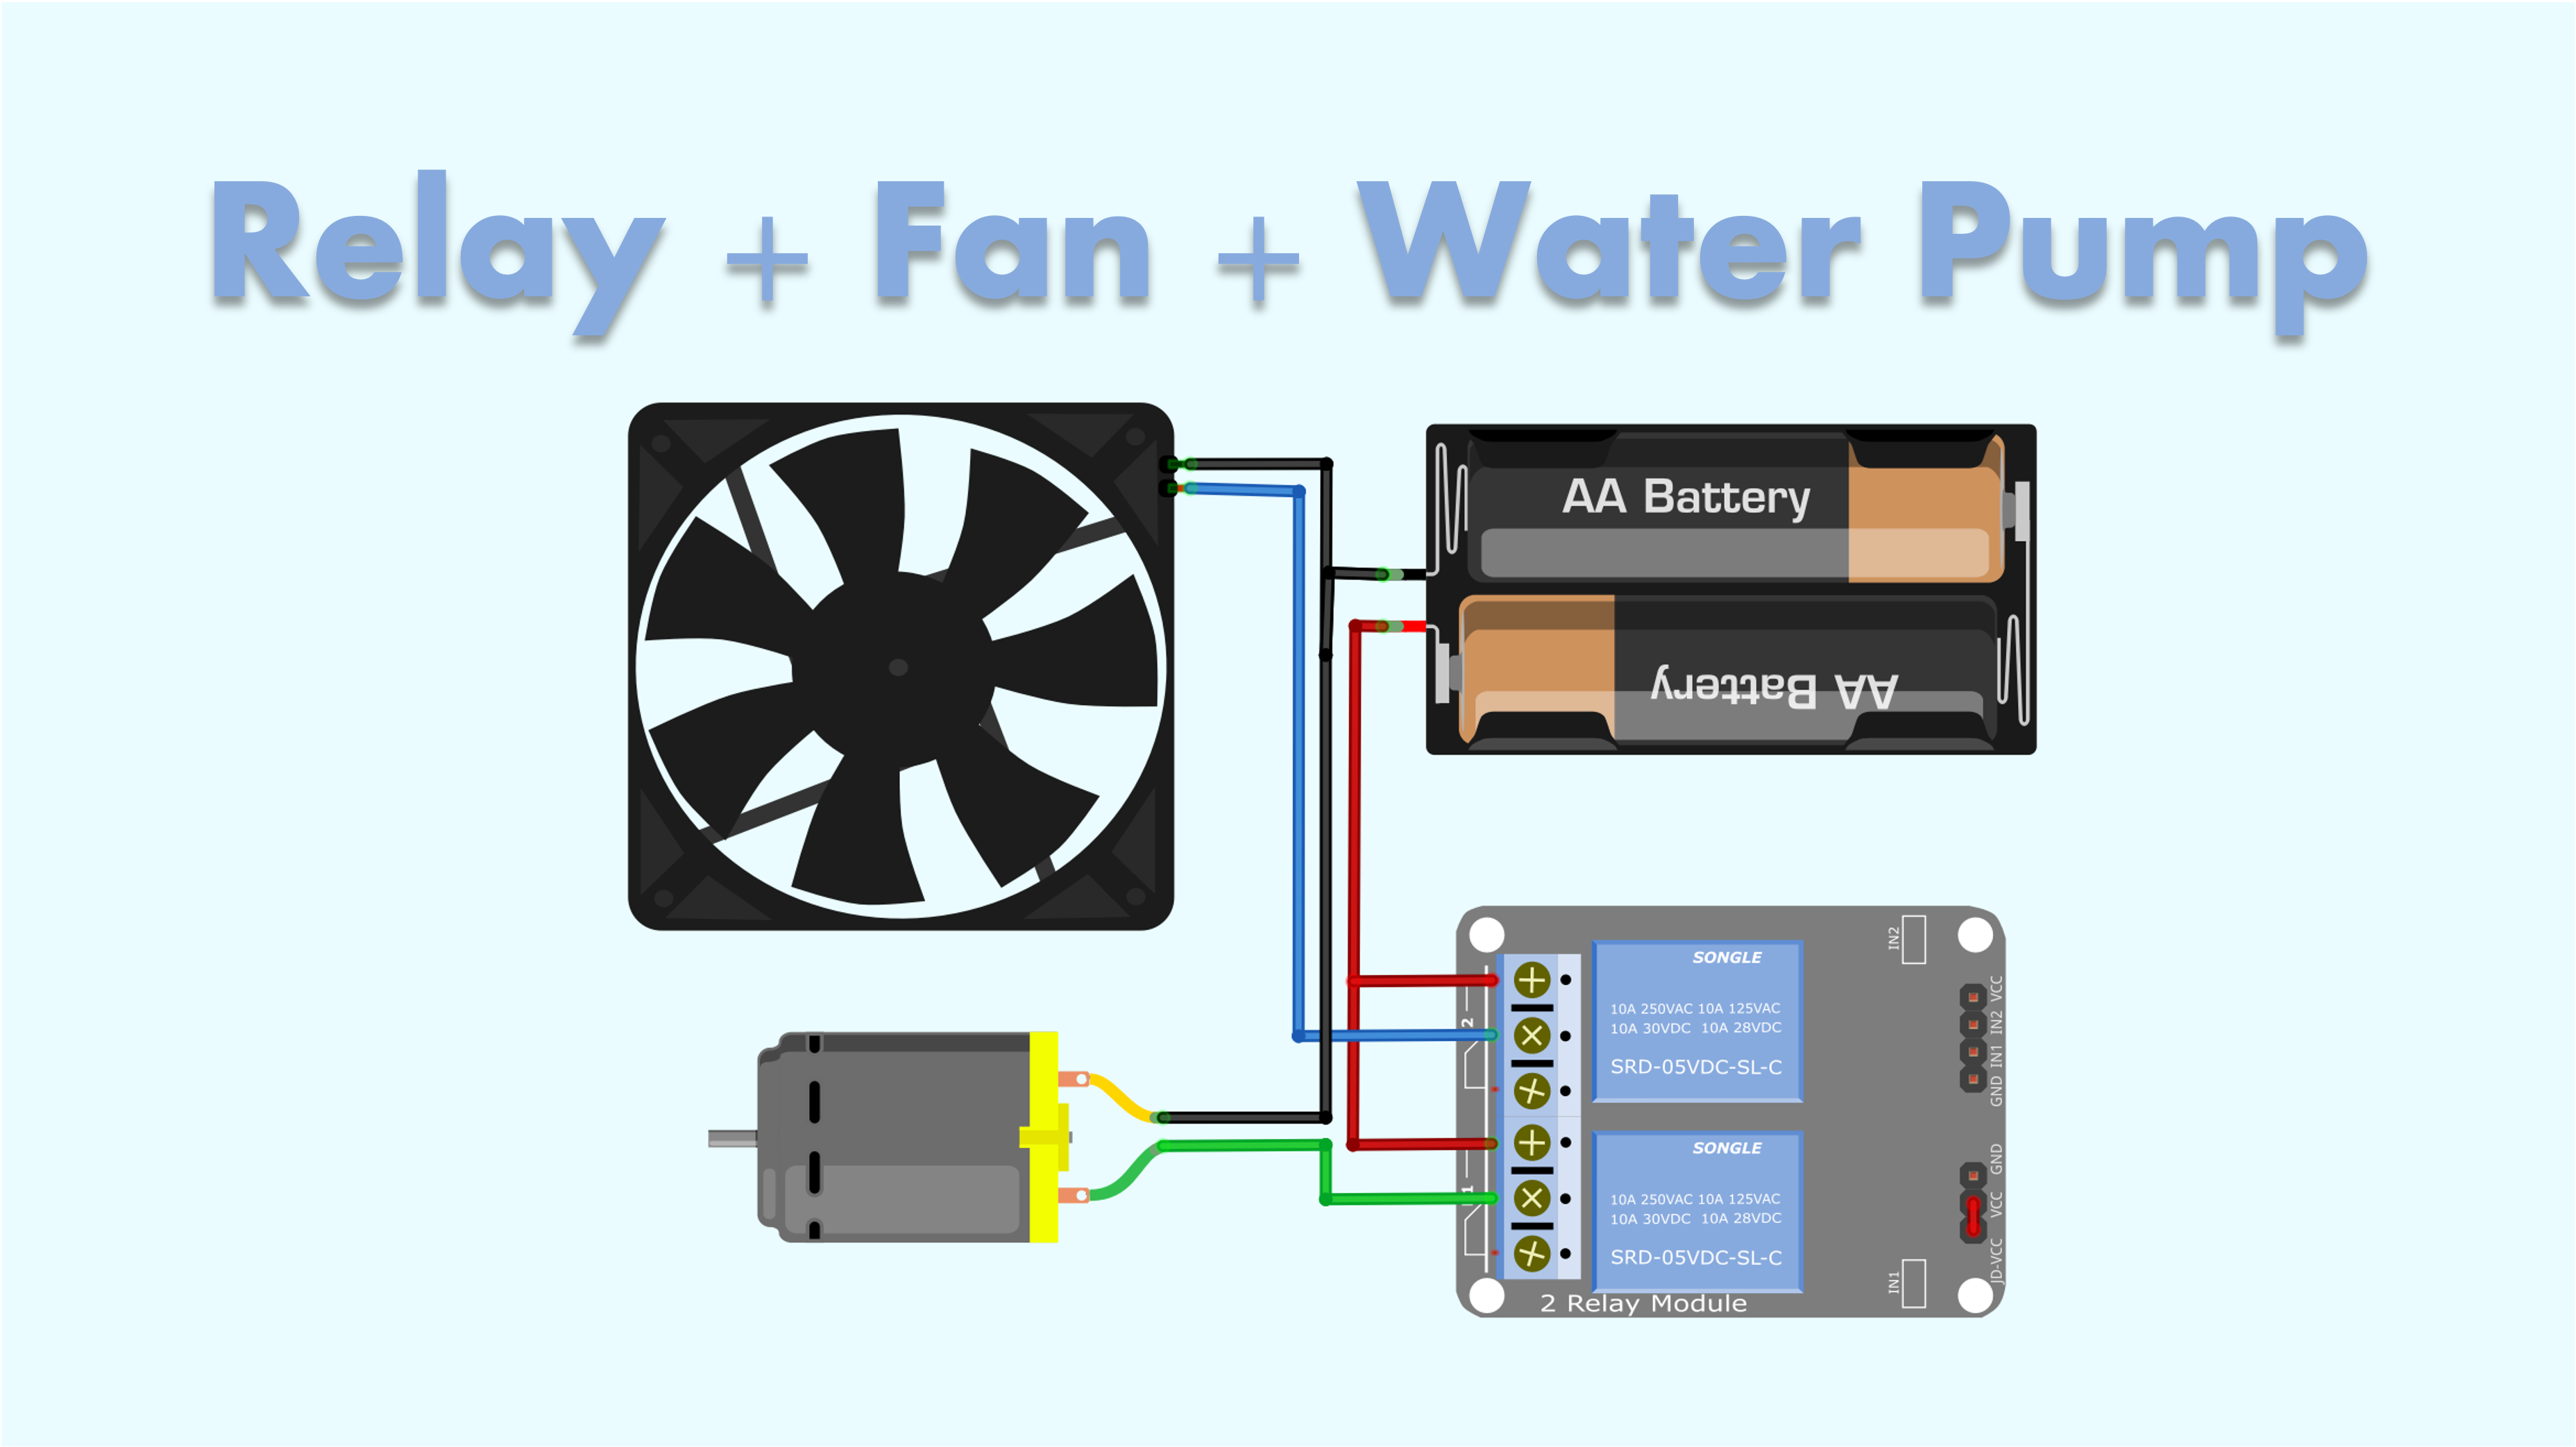 Relay + Fan + Water Pump
AA Battery
AA Battery
IN2
SONGLE
10A 250VAC 10A 125VAC
10A 30VDC 10A 28VDC
SRD-05VDC-SL-C
2
VCC
IN2
IN1
GND
SONGLE
10A 250VAC 10A 125VAC
10A 30VDC 10A 28VDC
SRD-05VDC-SL-C
1
GND
VCC
JD-VCC
IN1
2 Relay Module